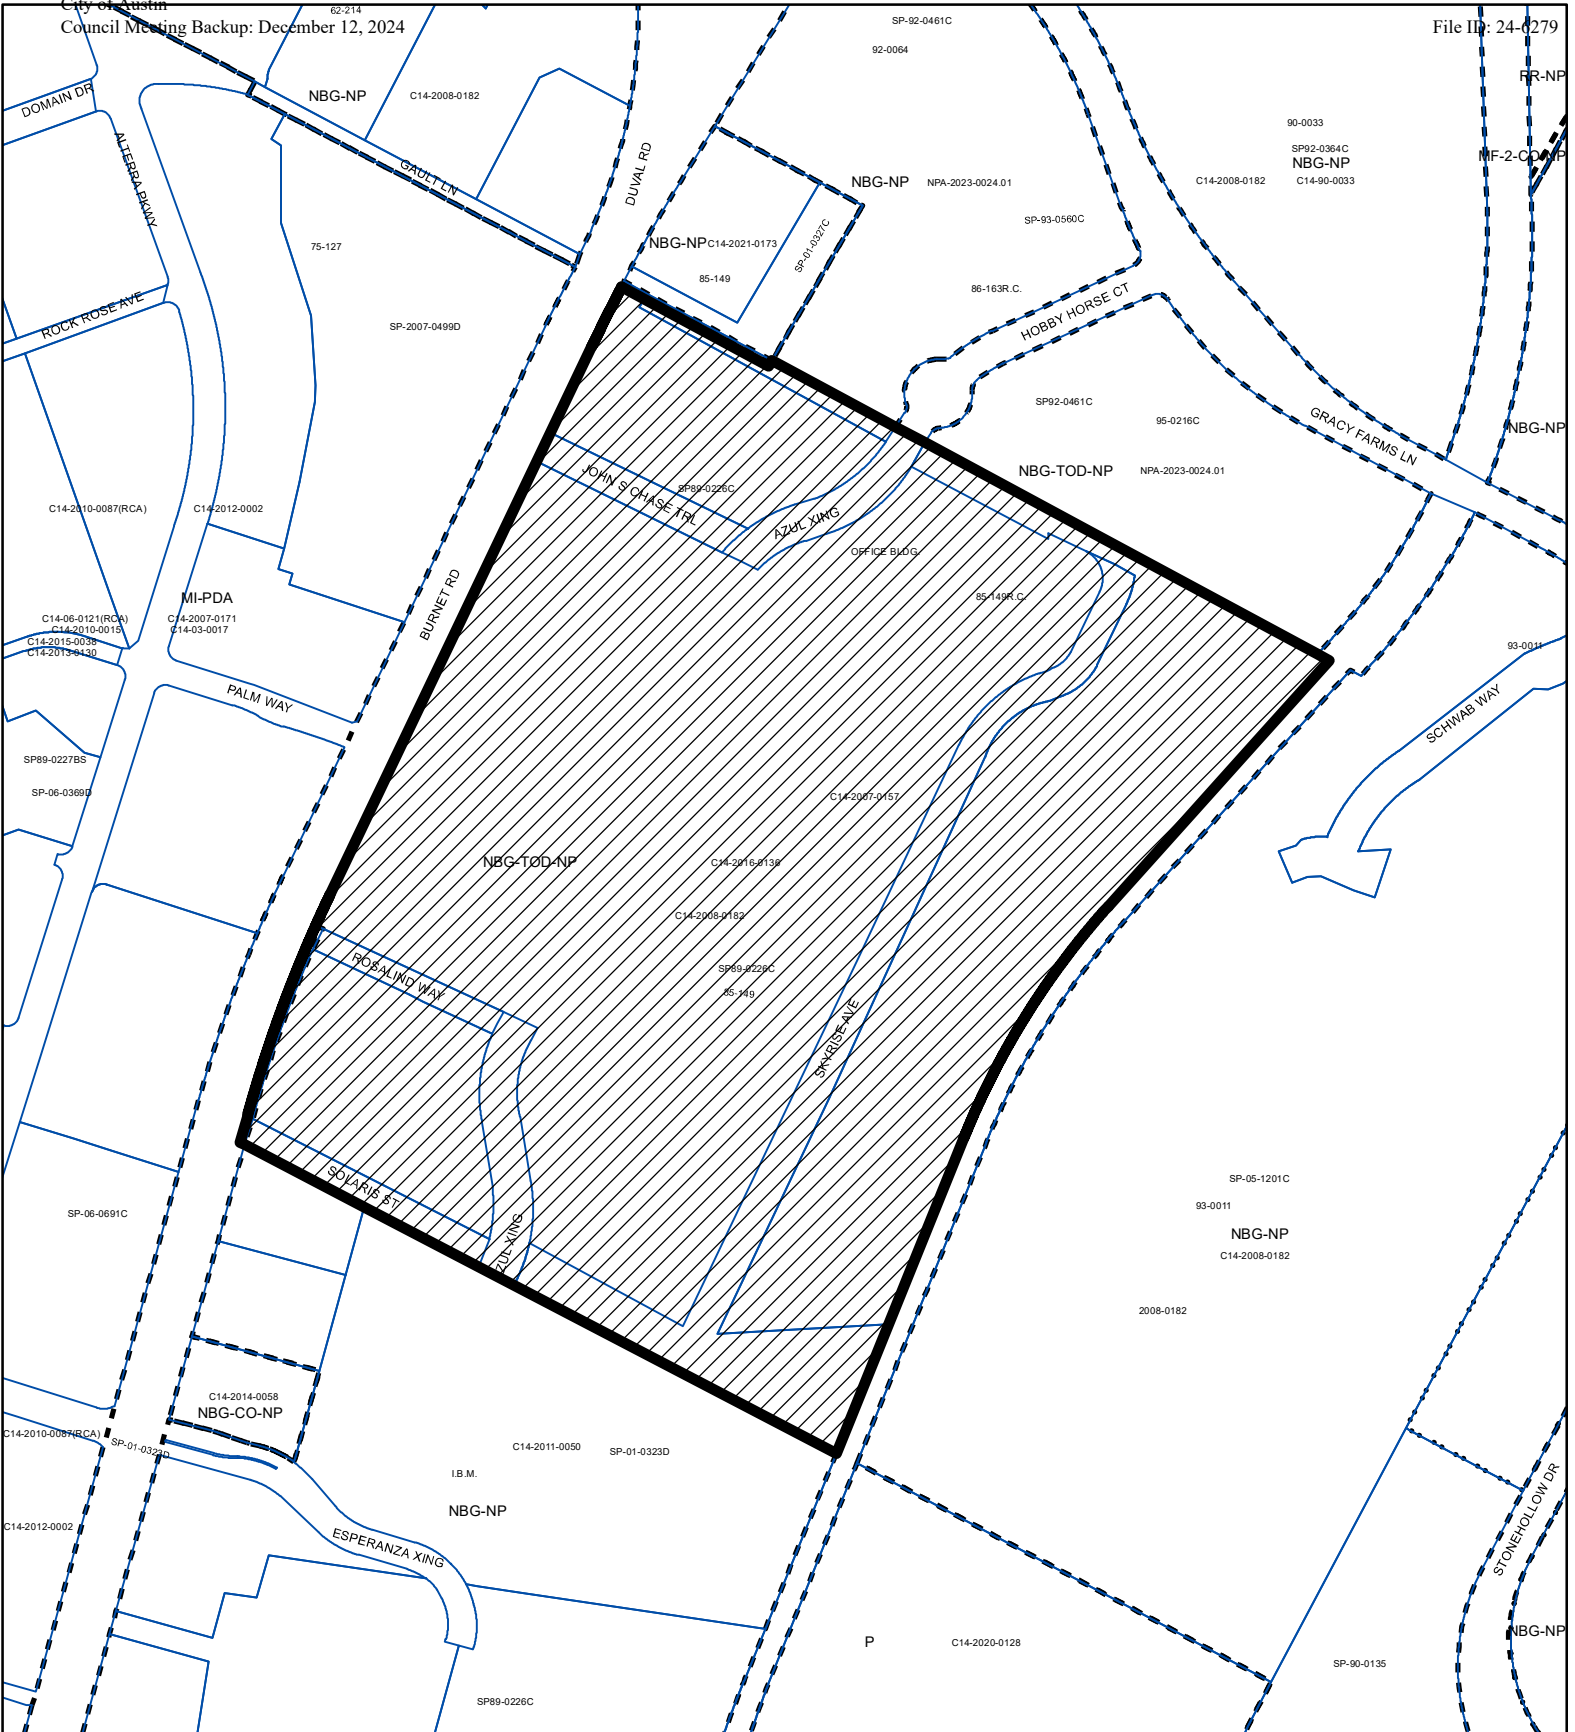 City of Austin
Council Meeting Backup: December 12, 2024
File ID: 24-6279
62-214
SP-92-0461C
92-0064
RR-NP
DOMAIN DR
NBG-NP
C14-2008-0182
90-0033
SP92-0364C
NBG-NP
MF-2-CO-NP
C14-2008-0182
C14-90-0033
ALTERRA PKWY
GAULT LN
DUVAL RD
NBG-NP
NPA-2023-0024.01
SP-93-0560C
75-127
NBG-NP
C14-2021-0173
SP-01-0327C
85-149
86-163R.C.
HOBBY HORSE CT
ROCK ROSE AVE
SP-2007-0499D
SP92-0461C
95-0216C
GRACY FARMS LN
NBG-NP
NBG-TOD-NP
NPA-2023-0024.01
JOHN S CHASE TRL
SP89-0226C
C14-2010-0087(RCA)
C14-2012-0002
AZUL XING
OFFICE BLDG.
85-149R.C.
BURNET RD
MI-PDA
C14-06-0121(RCA)
C14-2007-0171
C14-2010-0015
C14-03-0017
C14-2015-0038
C14-2013-0130
93-0011
PALM WAY
SCHWAB WAY
SP89-0227BS
SP-06-0369D
C14-2007-0157
NBG-TOD-NP
C14-2016-0136
C14-2008-0182
ROSALIND WAY
SP89-0226C
85-149
SKYRISE AVE
SOLARIS ST
SP-05-1201C
93-0011
SP-06-0691C
NBG-NP
ZUL XING
C14-2008-0182
2008-0182
C14-2014-0058
NBG-CO-NP
C14-2010-0087(RCA)
SP-01-0323D
C14-2011-0050
SP-01-0323D
I.B.M.
NBG-NP
C14-2012-0002
ESPERANZA XING
STONEHOLLOW DR
NBG-NP
P
C14-2020-0128
SP-90-0135
SP89-0226C